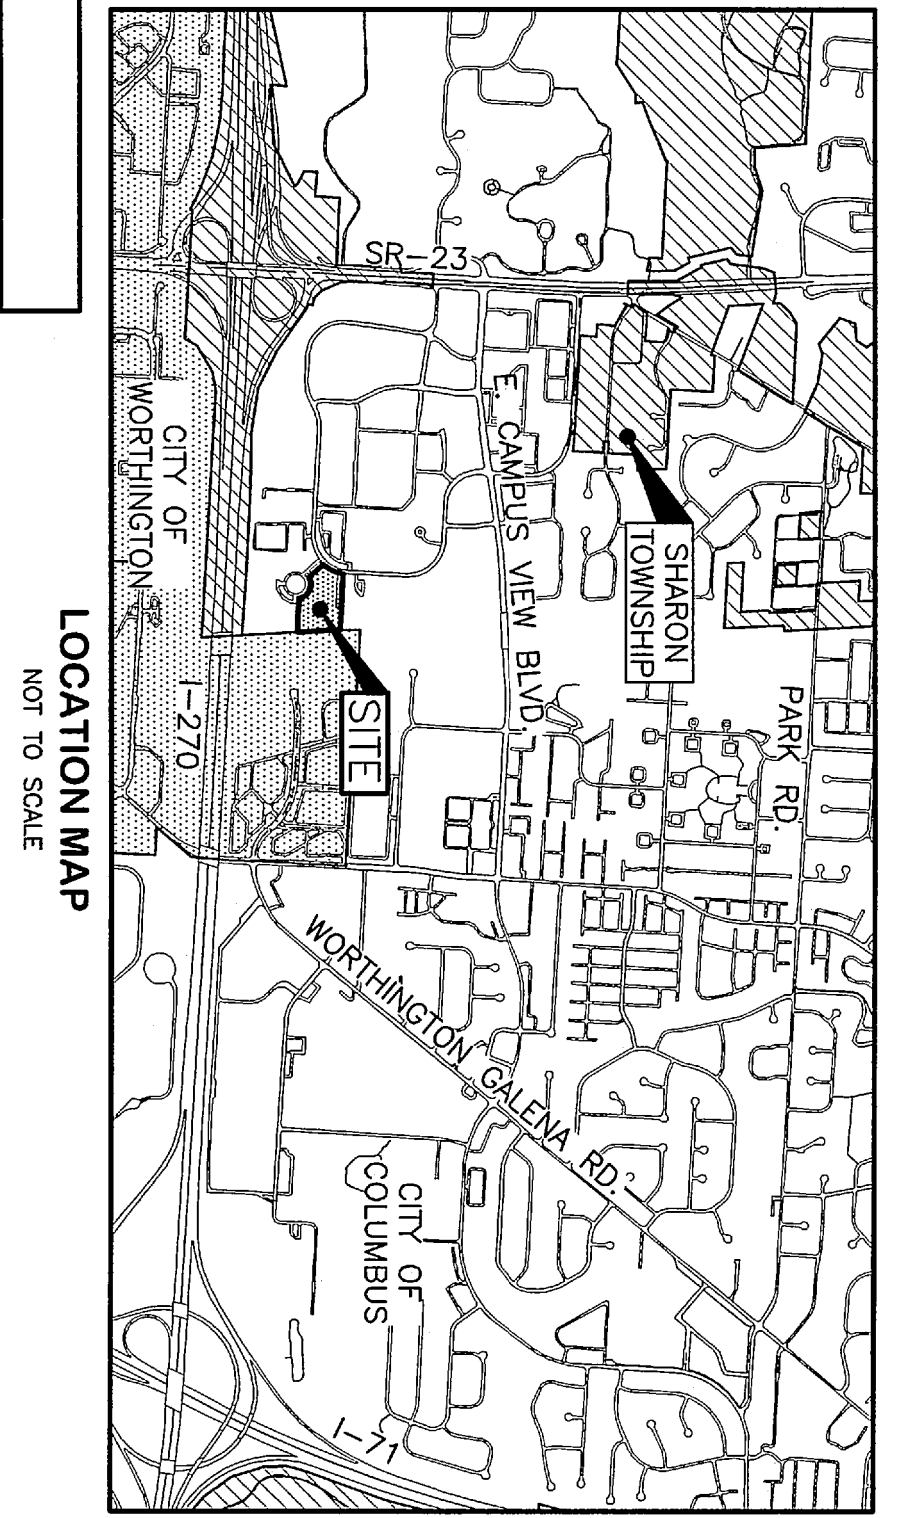 SR-23
E. CAMPUS VIEW BLVD.
PARK RD.
SHARON
TOWNSHIP
SITE
CITY OF
WORTHINGTON
I-270
WORTHINGTON GALENA RD.
CITY OF
COLUMBUS
I-71
LOCATION MAP
NOT TO SCALE